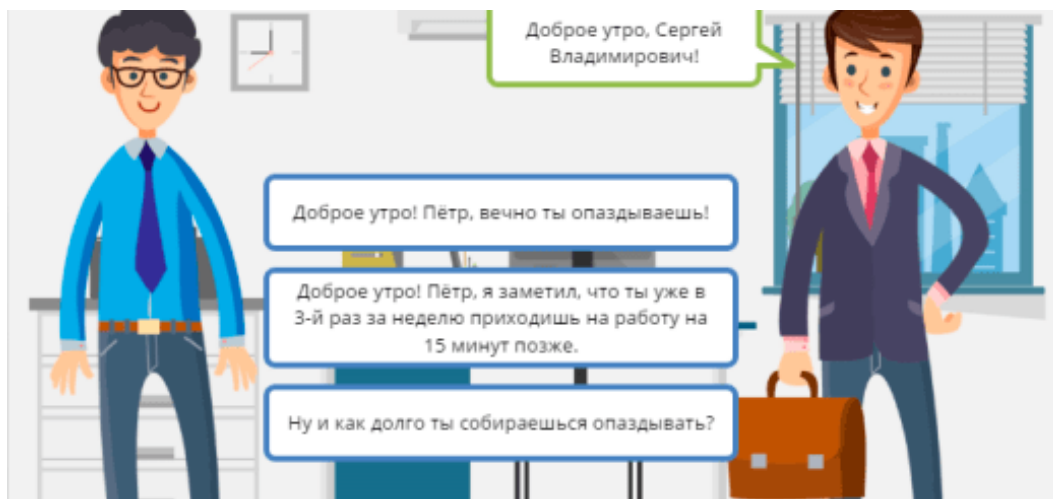 Доброе утро, Сергей
Владимирович!
Доброе утро! Пётр, вечно ты опаздываешь!
Доброе утро! Пётр, я заметил, что ты уже в
3-й раз за неделю приходишь на работу на
15 минут позже.
Ну и как долго ты собираешься опаздывать?